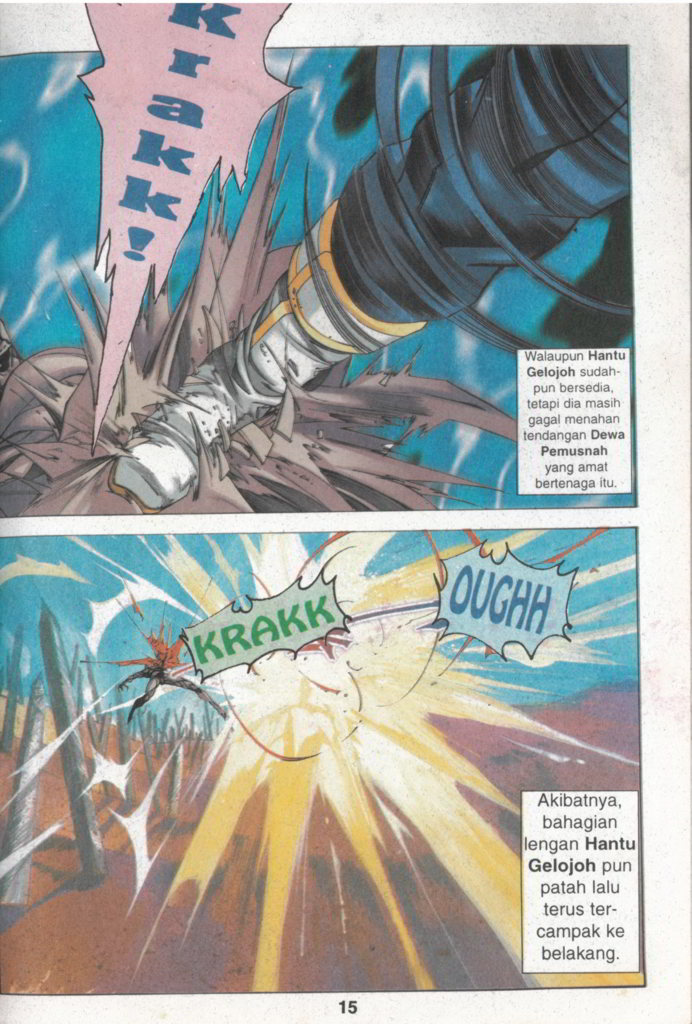 Krakk!
Walaupun Hantu
Gelojoh sudah-
pun bersedia,
tetapi dia masih
gagal menahan
tendangan Dewa
Pemusnah
yang amat
bertenaga itu.
KRAKK
OUGHH
Akibatnya,
bahagian
lengan Hantu
Gelojoh pun
patah lalu
terus ter-
campak ke
belakang.
15